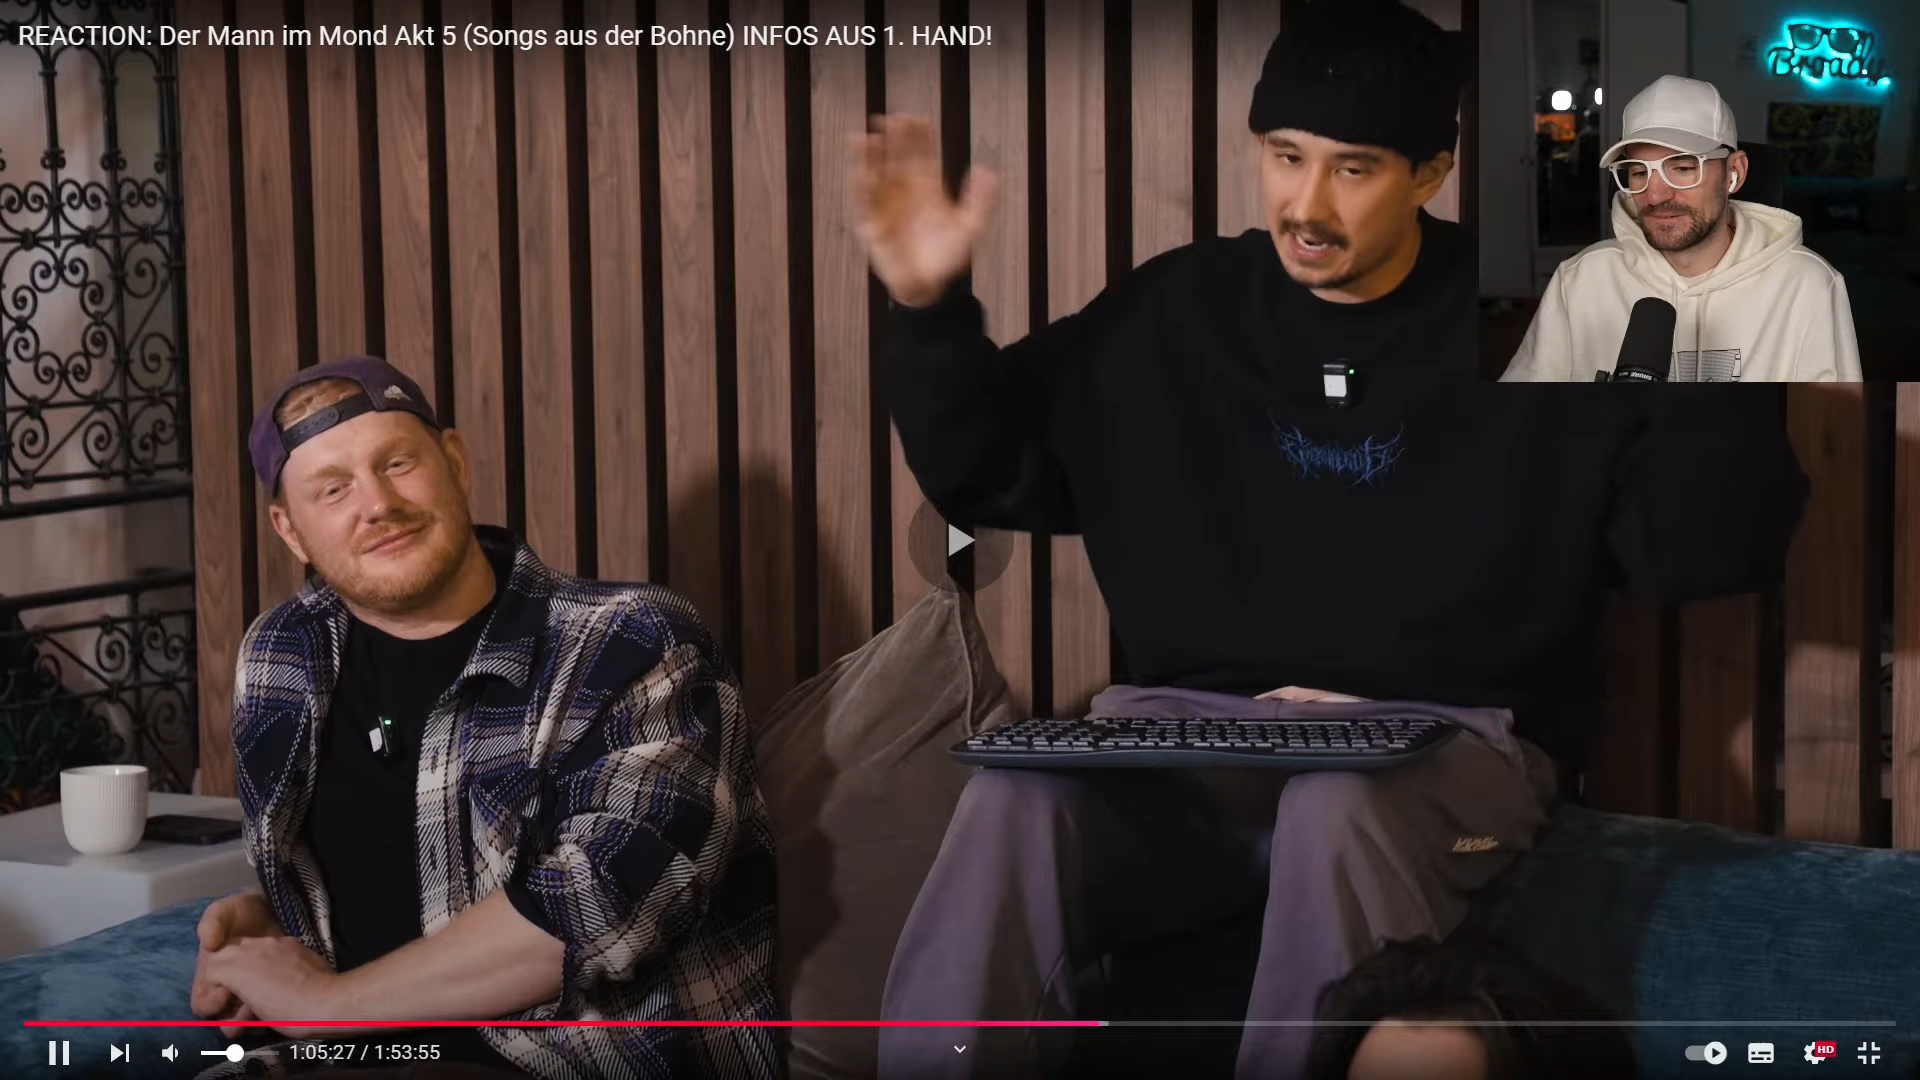 REACTION: Der Mann im Mond Akt 5 (Songs aus der Bohne) INFOS AUS 1. HAND!
Broady
1:05:27 / 1:53:55
HD